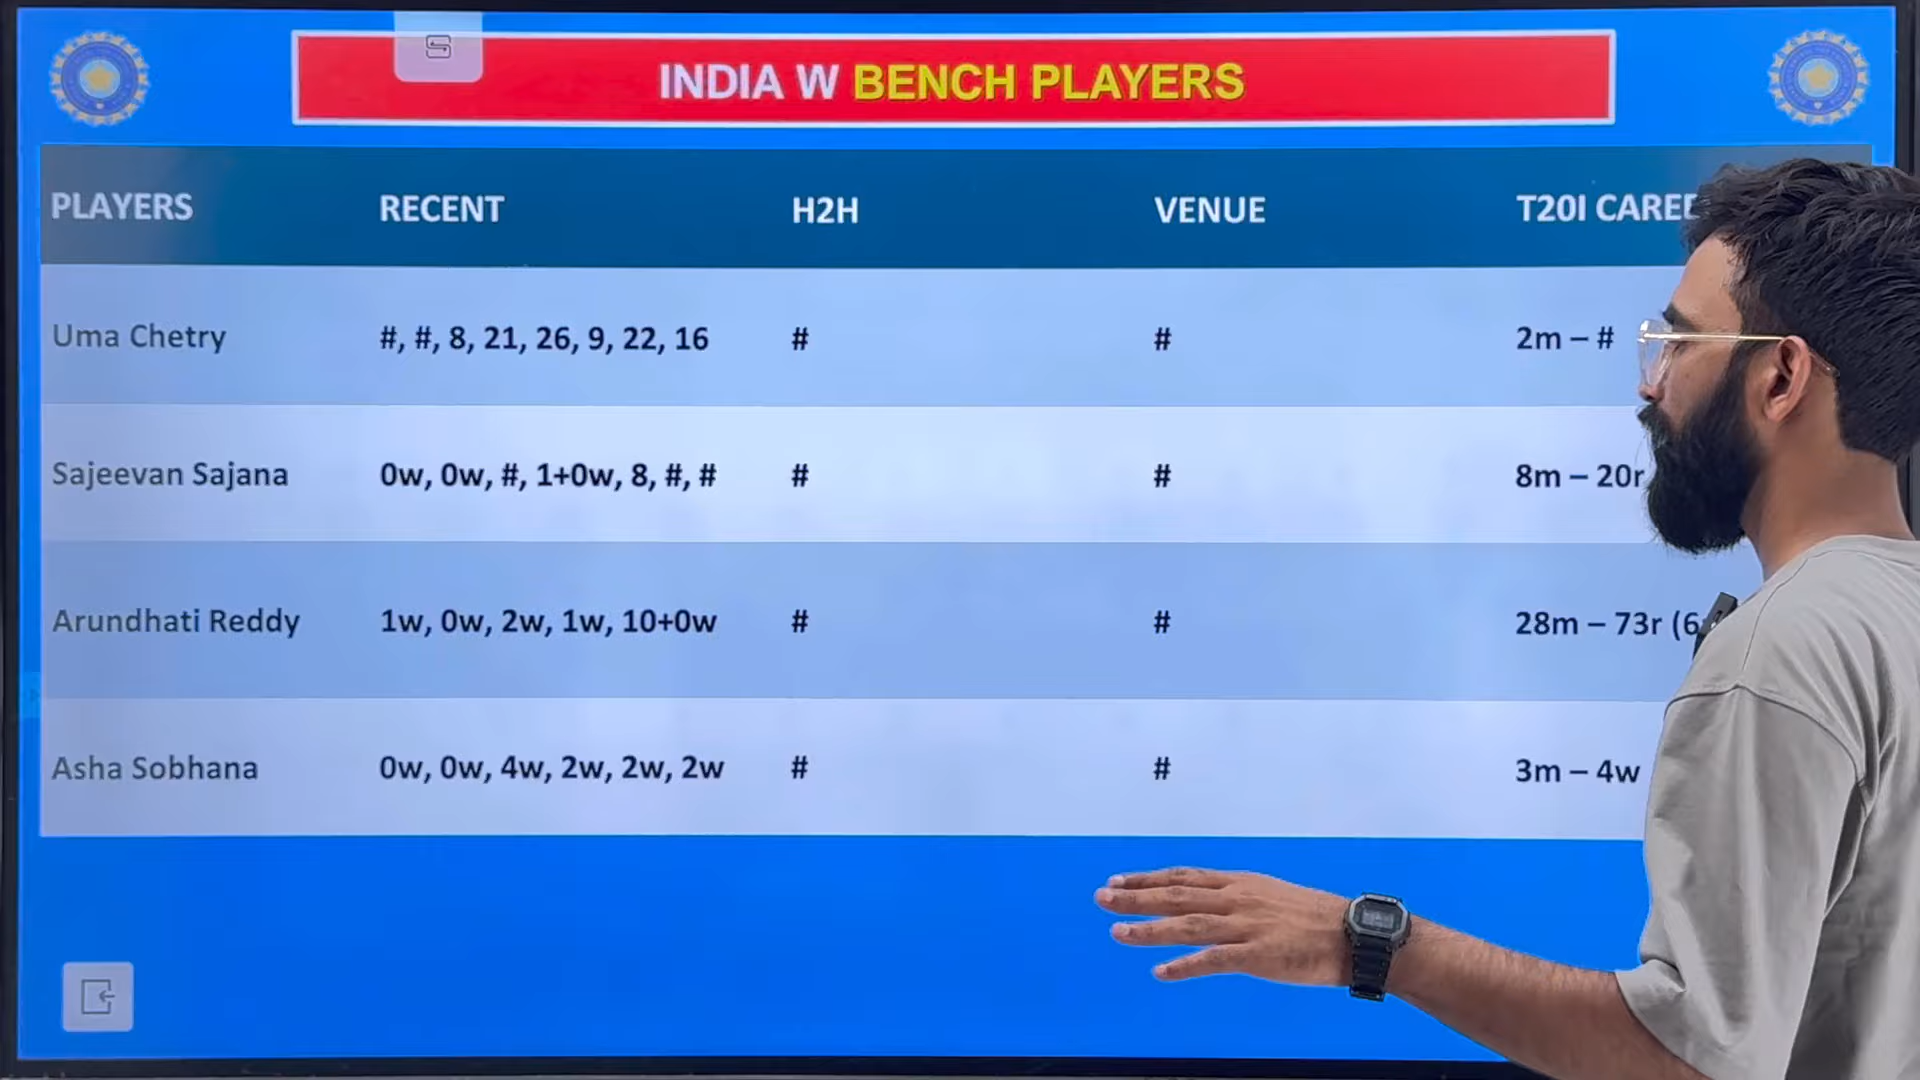 INDIA W BENCH PLAYERS
PLAYERS RECENT H2H VENUE T20I
Uma Chetry #, #, 8, 21, 26, 9, 22, 16 # # 2m – #
Sajeevan Sajana 0w, 0w, #, 1+0w, 8, #, # # # 8m – 20r
Arundhati Reddy 1w, 0w, 2w, 1w, 10+0w # # 28m – 73r (6
Asha Sobhana 0w, 0w, 4w, 2w, 2w, 2w # # 3m – 4w